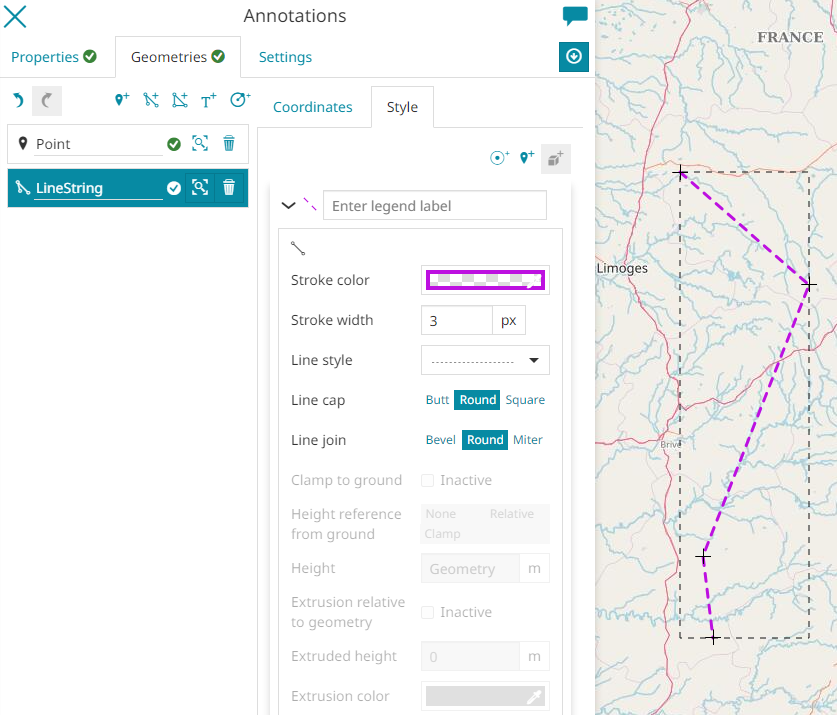 Annotations
Properties
Geometries
Settings
Coordinates
Style
Point
LineString
Enter legend label
Stroke color
Stroke width
3
px
Line style
Line cap
Butt
Round
Square
Line join
Bevel
Round
Miter
Clamp to ground
Inactive
Height reference
from ground
None
Relative
Clamp
Height
Geometry
m
Extrusion relative
to geometry
Inactive
Extruded height
0
m
Extrusion color
FRANCE
Limoges
Brive